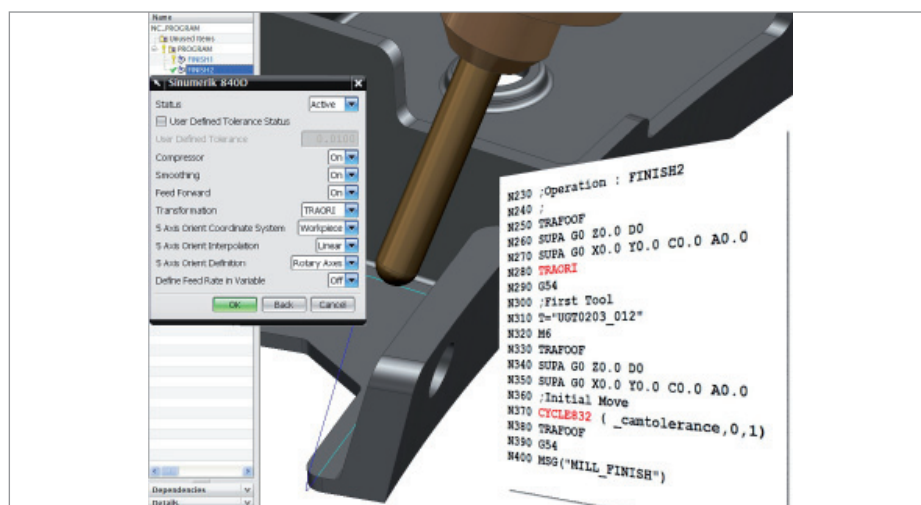 Name
NC_PROGRAM
Unused Items
PROGRAM
FINISH1
FINISH2
Sinumerik 840D
Status Active
User Defined Tolerance Status
User Defined Tolerance 0.0100
Compressor On
Smoothing On
Feed Forward On
Transformation TRAORI
5 Axis Orient Coordinate System Workpiece
5 Axis Orient Interpolation Linear
5 Axis Orient Definition Rotary Axes
Define Feed Rate in Variable Off
OK Back Cancel
Dependencies
Details
N230 ;Operation : FINISH2
N240 ;
N250 TRAFOOF
N260 SUPA G0 Z0.0 D0
N270 SUPA G0 X0.0 Y0.0 C0.0 A0.0
N280 TRAORI
N290 G54
N300 ;First Tool
N310 T="UGT0203_012"
N320 M6
N330 TRAFOOF
N340 SUPA G0 Z0.0 D0
N350 SUPA G0 X0.0 Y0.0 C0.0 A0.0
N360 ;Initial Move
N370 CYCLE832 ( _camtolerance,0,1)
N380 TRAFOOF
N390 G54
N400 MSG("MILL_FINISH")